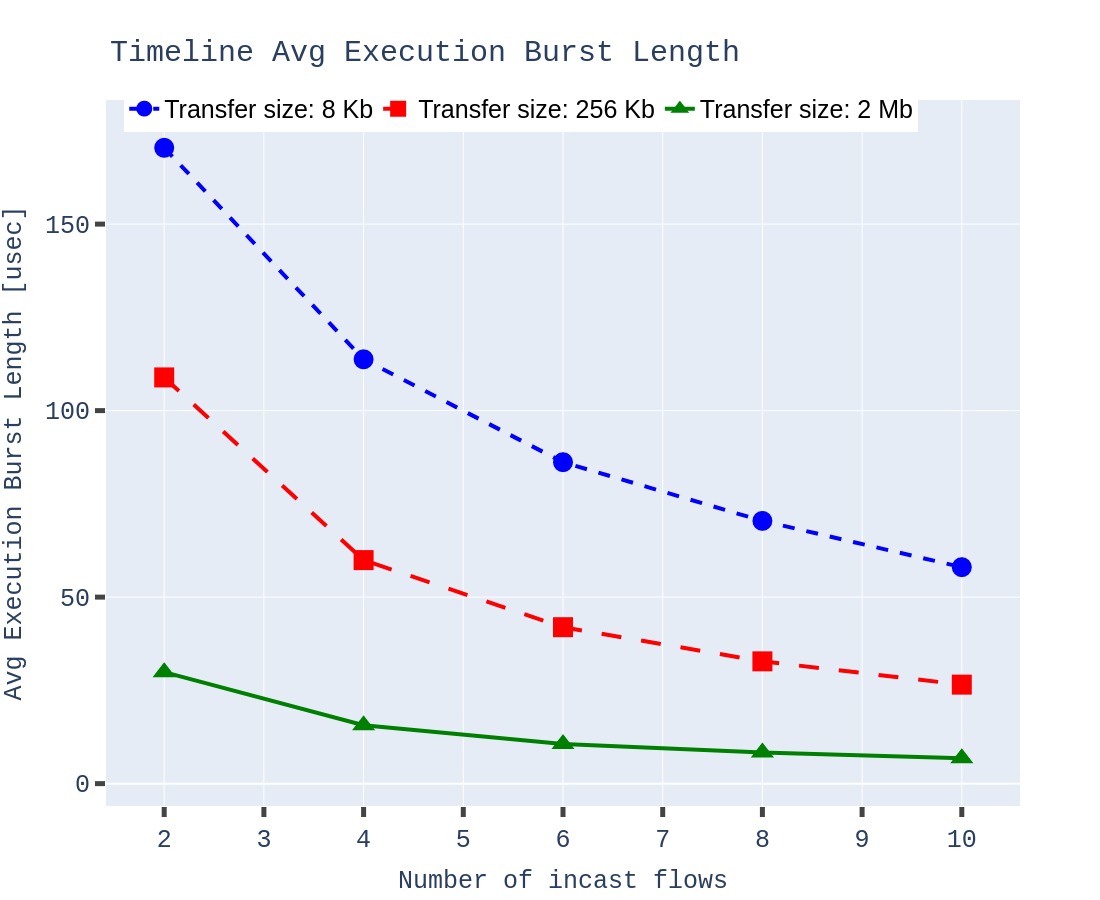 Timeline Avg Execution Burst Length
Transfer size: 8 Kb Transfer size: 256 Kb Transfer size: 2 Mb
Avg Execution Burst Length [usec]
150
100
50
0
2 3 4 5 6 7 8 9 10
Number of incast flows